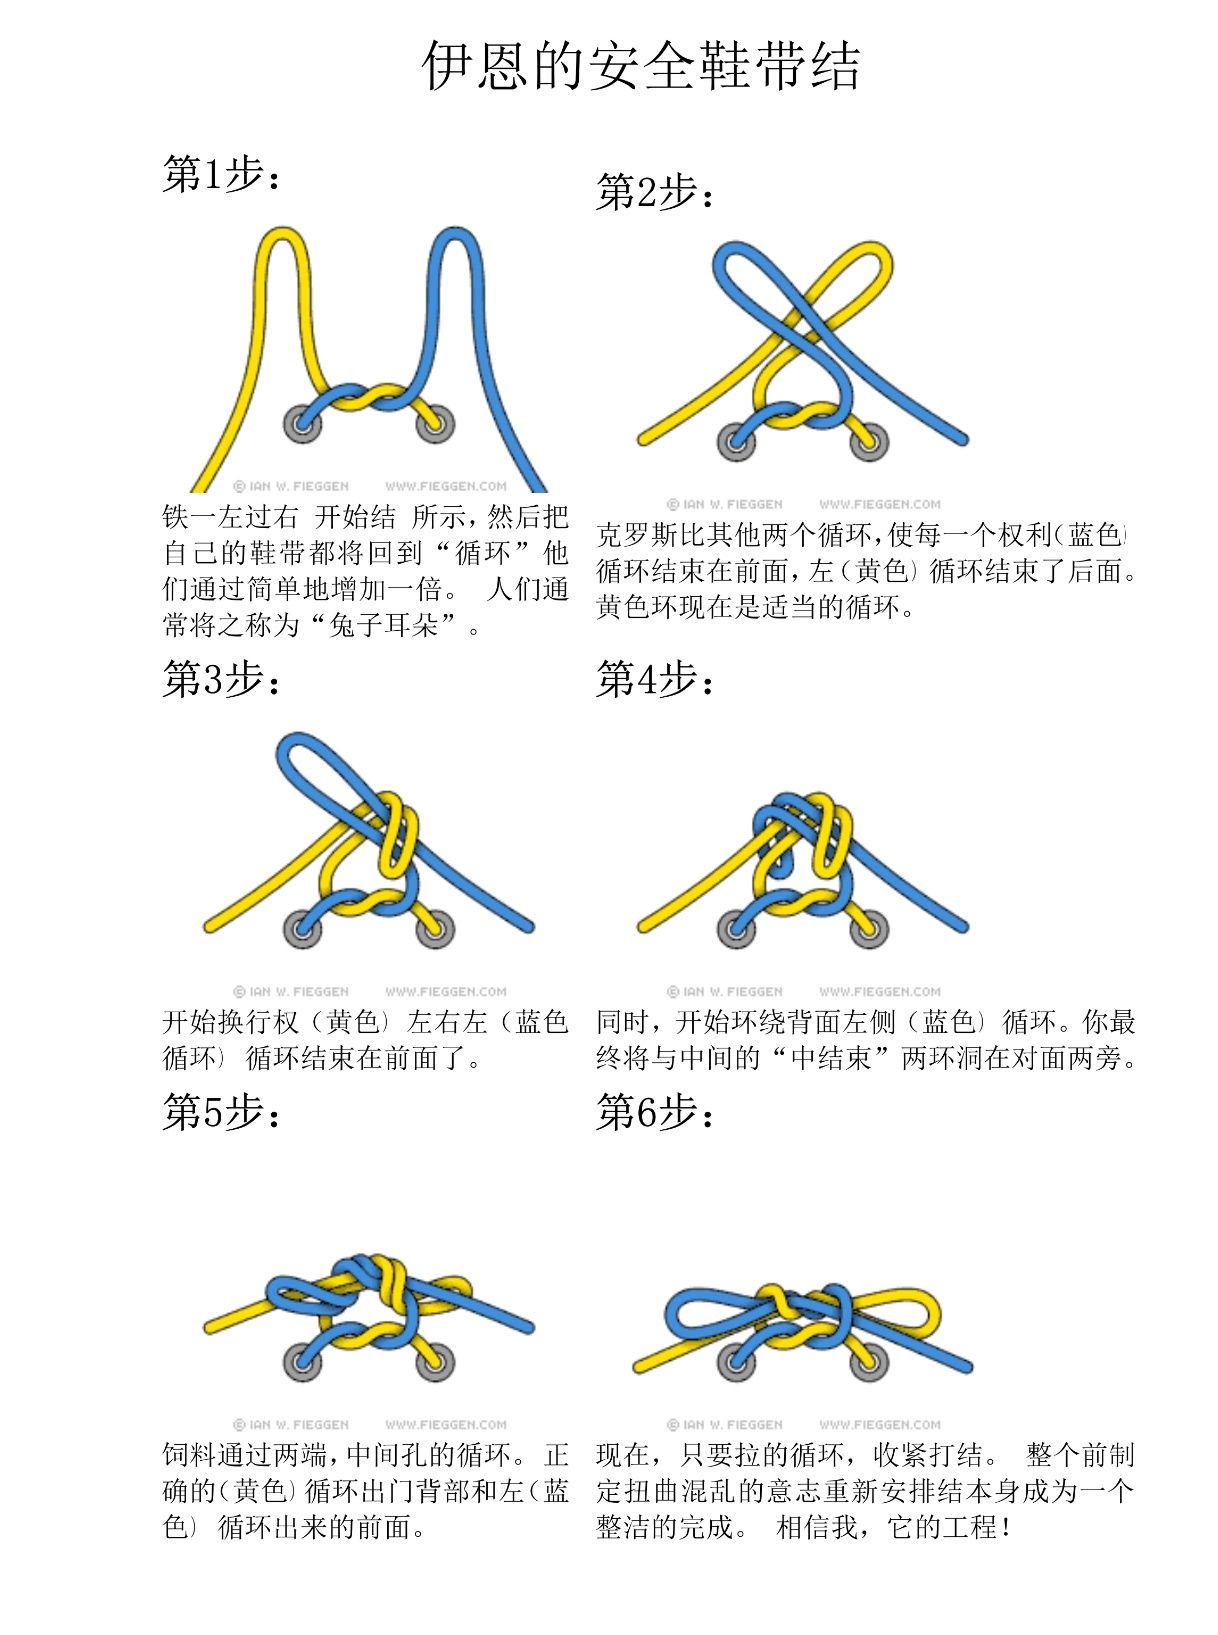 伊恩的安全鞋带结
第1步：
© IAN W. FIEGGEN WWW.FIEGGEN.COM
铁一左过右 开始结 所示，然后把
自己的鞋带都将回到“循环”他
们通过简单地增加一倍。 人们通
常将之称为“兔子耳朵”。
第2步：
© IAN W. FIEGGEN WWW.FIEGGEN.COM
克罗斯比其他两个循环，使每一个权利（蓝色）
循环结束在前面，左（黄色）循环结束了后面。
黄色环现在是适当的循环。
第3步：
© IAN W. FIEGGEN WWW.FIEGGEN.COM
开始换行权（黄色）左右左（蓝色
循环）循环结束在前面了。
第4步：
© IAN W. FIEGGEN WWW.FIEGGEN.COM
同时，开始环绕背面左侧（蓝色）循环。你最
终将与中间的“中结束”两环洞在对面两旁。
第5步：
© IAN W. FIEGGEN WWW.FIEGGEN.COM
饲料通过两端，中间孔的循环。正
确的（黄色）循环出门背部和左（蓝
色）循环出来的前面。
第6步：
© IAN W. FIEGGEN WWW.FIEGGEN.COM
现在，只要拉的循环，收紧打结。 整个前制
定扭曲混乱的意志重新安排结本身成为一个
整洁的完成。 相信我，它的工程！